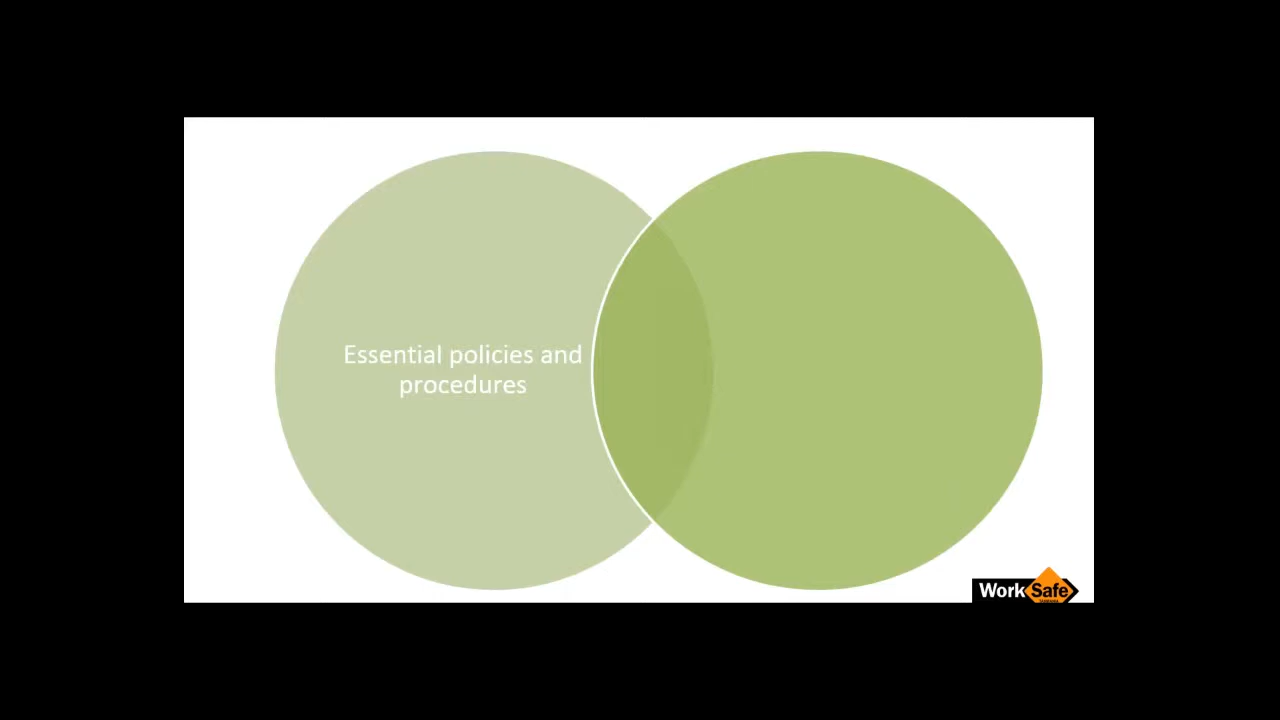 Essential policies and
procedures
WorkSafe